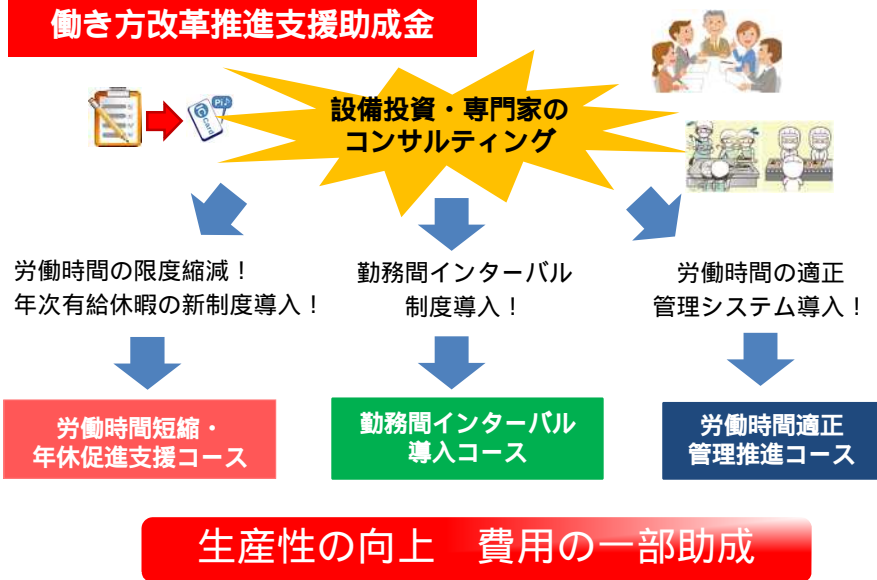 働き方改革推進支援助成金
Pi♪
Card
設備投資・専門家の
コンサルティング
労働時間の限度縮減！
年次有給休暇の新制度導入！
勤務間インターバル
制度導入！
労働時間の適正
管理システム導入！
労働時間短縮・
年休促進支援コース
勤務間インターバル
導入コース
労働時間適正
管理推進コース
生産性の向上　費用の一部助成